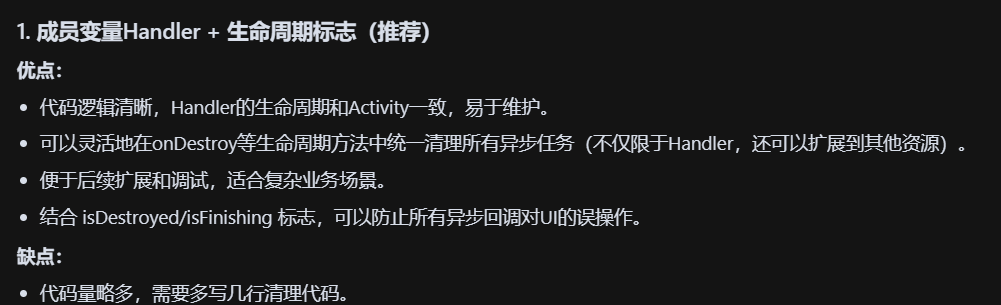 1. 成员变量Handler + 生命周期标志（推荐）
优点：
• 代码逻辑清晰，Handler的生命周期和Activity一致，易于维护。
• 可以灵活地在onDestroy等生命周期方法中统一清理所有异步任务（不仅限于Handler，还可以扩展到其他资源）。
• 便于后续扩展和调试，适合复杂业务场景。
• 结合 isDestroyed/isFinishing 标志，可以防止所有异步回调对UI的误操作。
缺点：
• 代码量略多，需要多写几行清理代码。